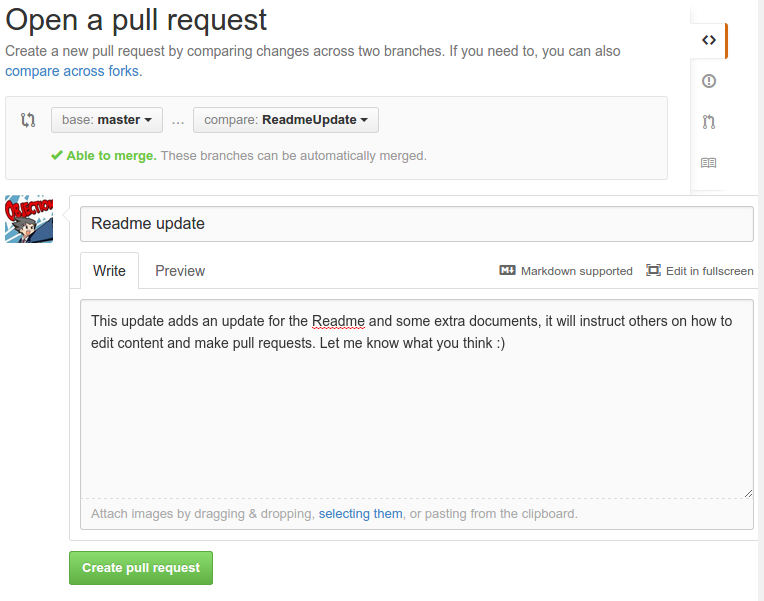 Open a pull request
Create a new pull request by comparing changes across two branches. If you need to, you can also
compare across forks.
base: master ... compare: ReadmeUpdate
Able to merge. These branches can be automatically merged.
OBJECTION
Readme update
Write Preview M↓ Markdown supported Edit in fullscreen
This update adds an update for the Readme and some extra documents, it will instruct others on how to
edit content and make pull requests. Let me know what you think :)
Attach images by dragging & dropping, selecting them, or pasting from the clipboard.
Create pull request